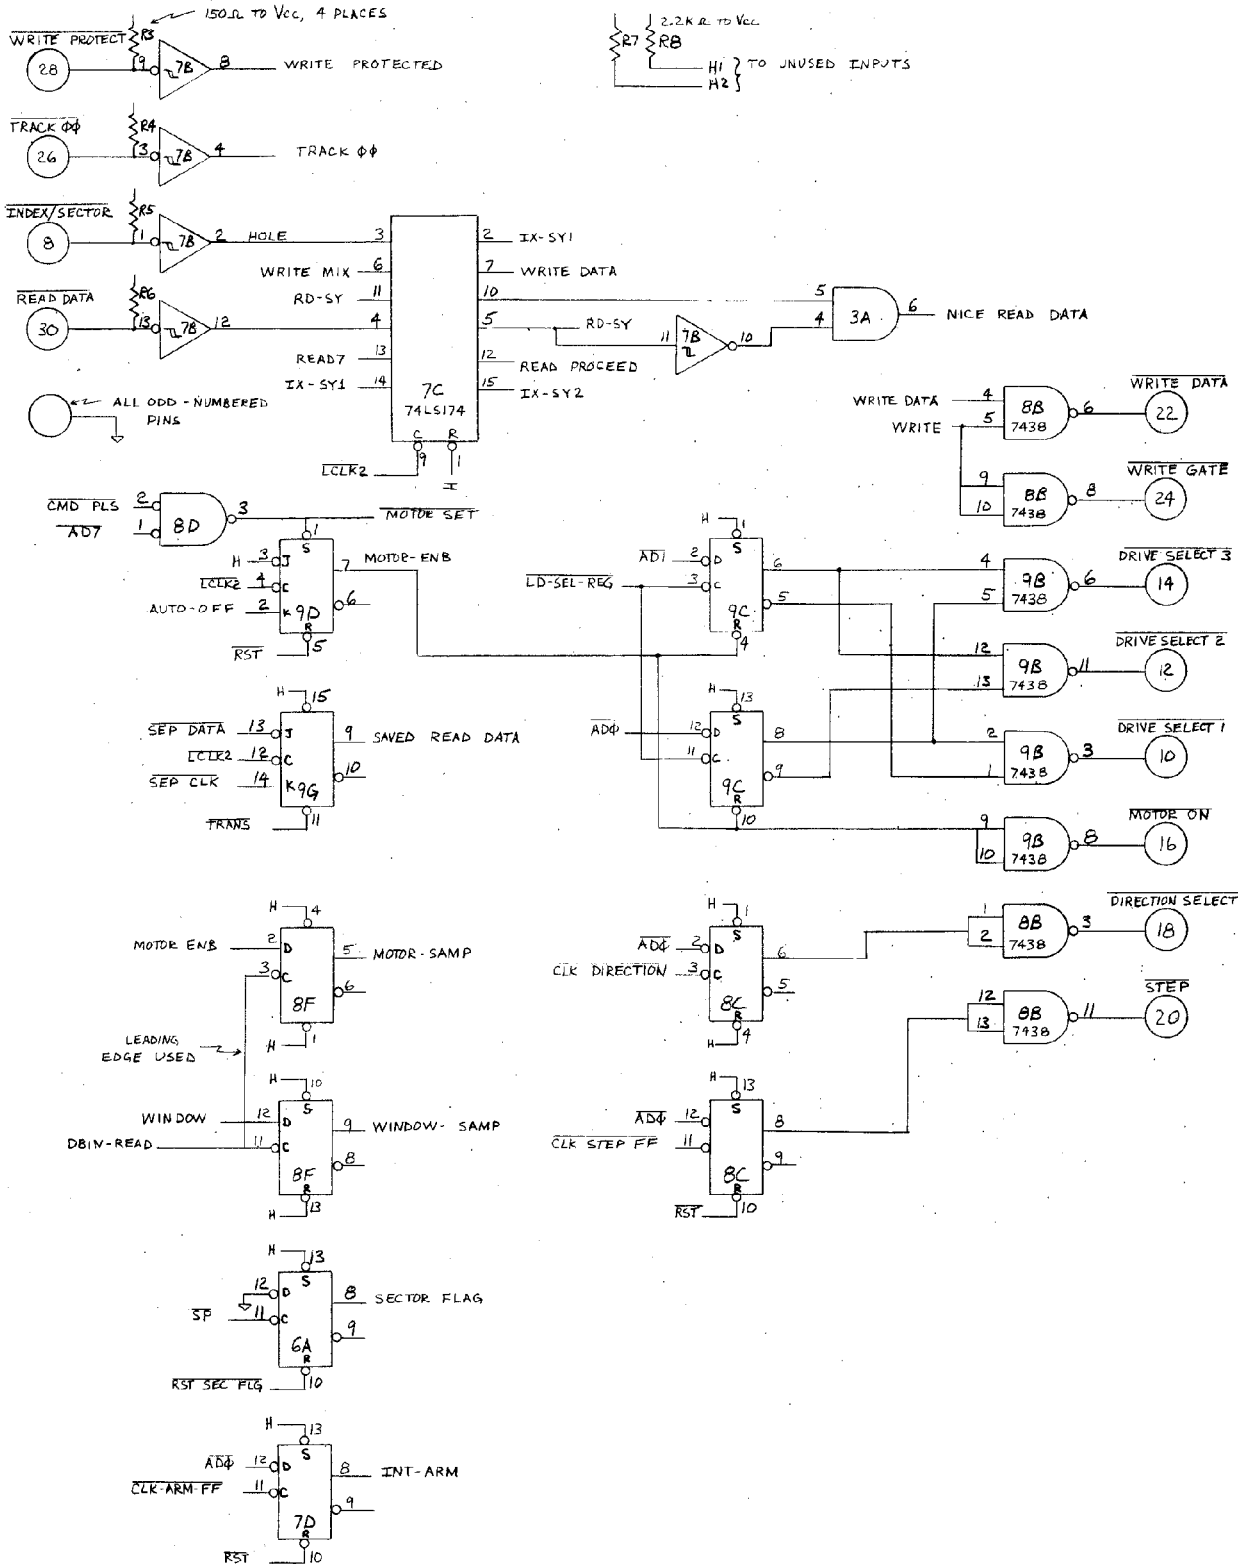 150Ω TO VCC, 4 PLACES
WRITE PROTECT
R3
28
9
7B
8
WRITE PROTECTED
2.2K Ω TO VCC
R7
R8
H1
H2
TO UNUSED INPUTS
TRACK φφ
R4
26
3
7B
4
TRACK φφ
INDEX/SECTOR
R5
8
1
7B
2
HOLE
3
2
IX-SY1
WRITE MIX
6
7
WRITE DATA
RD-SY
11
10
READ DATA
R6
30
13
7B
12
4
5
RD-SY
11
7B
10
5
4
3A
6
NICE READ DATA
READ7
13
12
READ PROCEED
IX-SY1
14
15
IX-SY2
7C
74LS174
C
R
9
1
LCLK2
I
ALL ODD-NUMBERED
PINS
WRITE DATA
4
WRITE
5
8B
7438
6
WRITE DATA
22
9
10
8B
7438
8
WRITE GATE
24
CMD PLS
2
AD7
1
8D
3
MOTOR SET
1
S
H
3
J
LCLK2
4
C
AUTO-OFF
2
K
9D
R
7
MOTOR-ENB
6
RST
5
H
1
S
AD1
2
D
LD-SEL-REG
3
C
9C
R
4
6
5
4
5
9B
7438
6
DRIVE SELECT 3
14
12
13
9B
7438
11
DRIVE SELECT 2
12
H
15
SEP DATA
13
J
LCLK2
12
C
SEP CLK
14
K
9G
9
SAVED READ DATA
10
TRANS
11
H
13
S
ADφ
12
D
11
C
9C
R
10
8
9
2
1
9B
7438
3
DRIVE SELECT 1
10
9
10
9B
7438
8
MOTOR ON
16
H
4
MOTOR ENB
2
D
3
C
8F
5
MOTOR-SAMP
6
H
1
LEADING
EDGE USED
H
1
S
ADφ
2
D
CLK DIRECTION
3
C
8C
R
H
4
6
5
1
2
8B
7438
3
DIRECTION SELECT
18
12
13
8B
7438
11
STEP
20
H
10
S
WINDOW
12
D
DBIN-READ
11
C
8F
R
9
WINDOW-SAMP
8
H
13
H
13
S
ADφ
12
D
CLK STEP FF
11
C
8C
R
8
9
RST
10
H
13
S
12
D
SP
11
C
6A
R
8
SECTOR FLAG
9
RST SEC FLG
10
H
13
S
ADφ
12
D
CLK-ARM-FF
11
C
7D
R
8
INT-ARM
9
RST
10